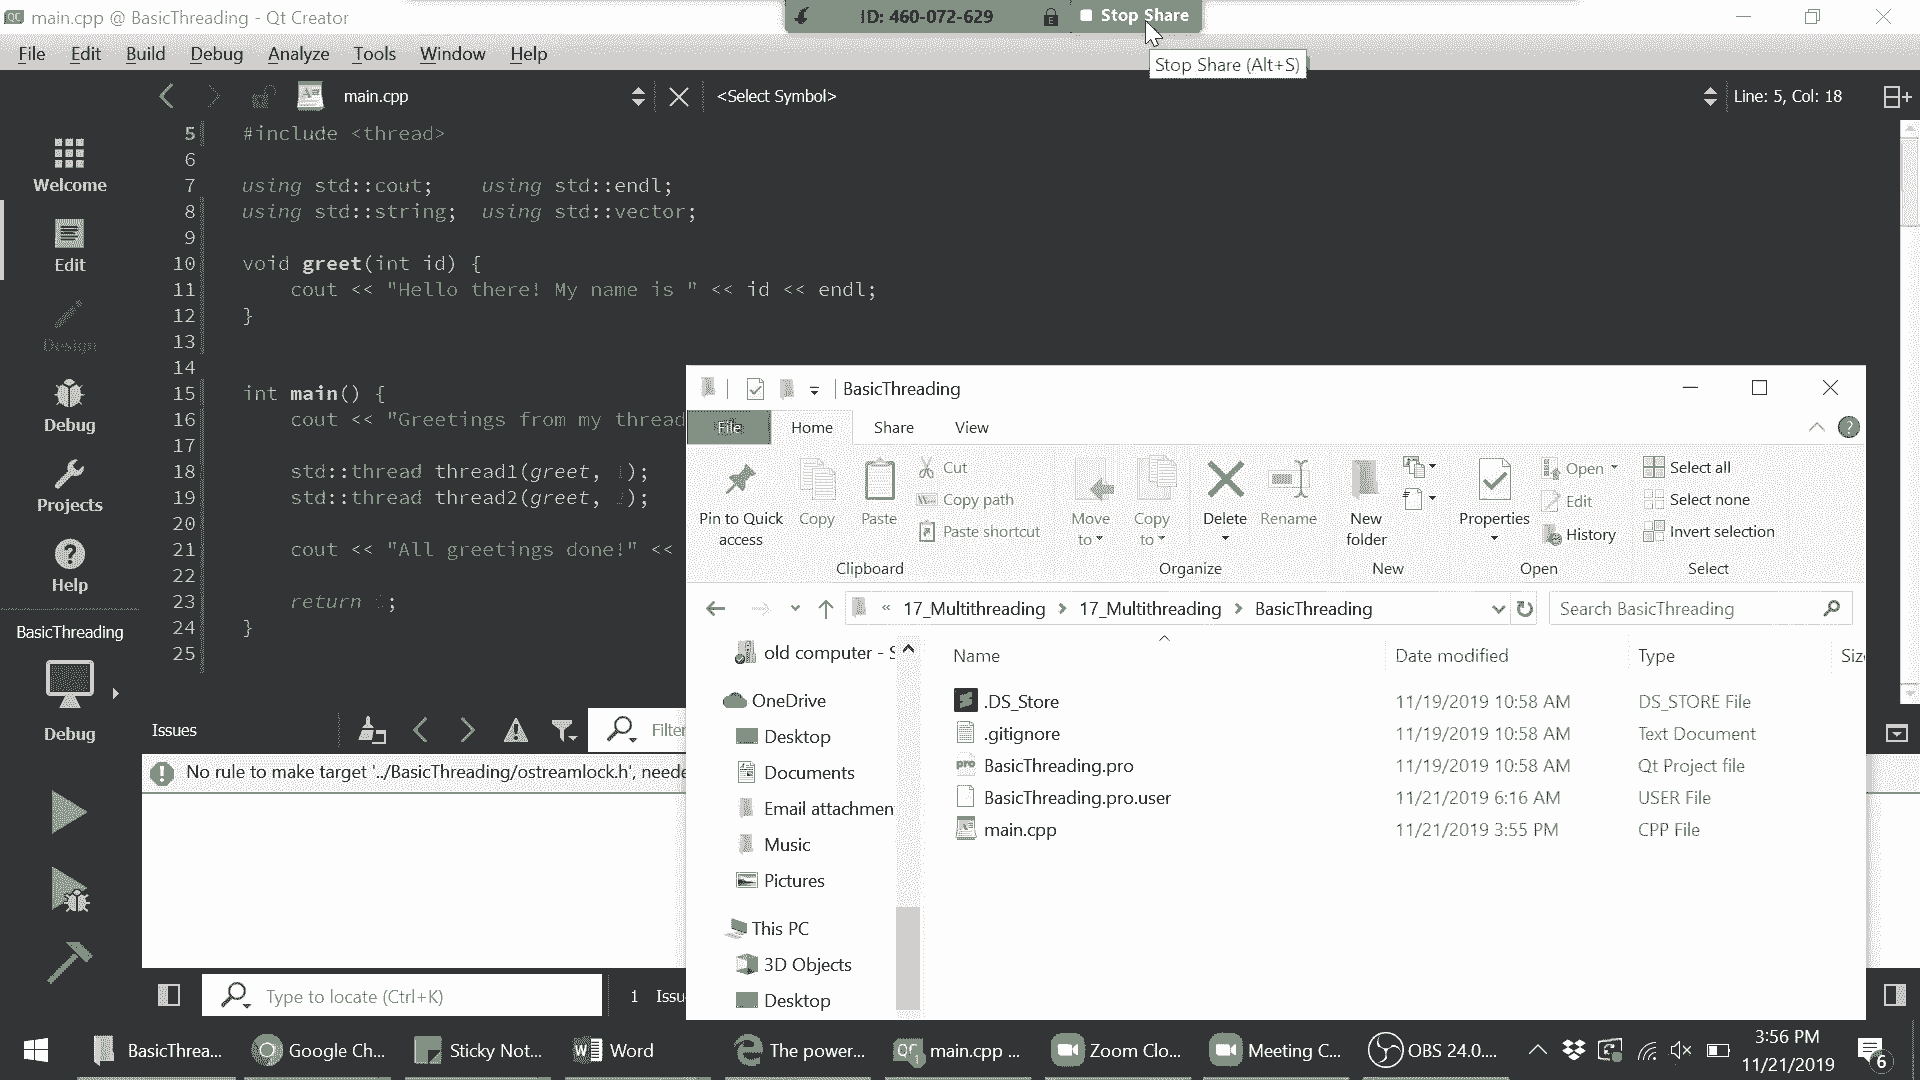 main.cpp @ BasicThreading - Qt Creator
ID: 460-072-629
Stop Share
Stop Share (Alt+S)
File Edit Build Debug Analyze Tools Window Help
main.cpp
<Select Symbol>
Line: 5, Col: 18
5 #include <thread>
6
7 using std::cout; using std::endl;
8 using std::string; using std::vector;
9
10 void greet(int id) {
11 cout << "Hello there! My name is " << id << endl;
12 }
13
14
15 int main() {
16 cout << "Greetings from my thread
17
18 std::thread thread1(greet, 1);
19 std::thread thread2(greet, 2);
20
21 cout << "All greetings done!" <<
22
23 return ;
24 }
25
Welcome
Edit
Design
Debug
Projects
Help
BasicThreading
Debug
Issues
Filter
No rule to make target '../BasicThreading/ostreamlock.h', neede
Type to locate (Ctrl+K)
1 Issu
BasicThreading
File Home Share View
Pin to Quick access
Copy
Paste
Cut
Copy path
Paste shortcut
Clipboard
Move to
Copy to
Delete
Rename
Organize
New folder
New
Properties
Open
Edit
History
Open
Select all
Select none
Invert selection
Select
« 17_Multithreading > 17_Multithreading > BasicThreading
Search BasicThreading
old computer - S
OneDrive
Desktop
Documents
Email attachmen
Music
Pictures
This PC
3D Objects
Desktop
Name Date modified Type Siz
.DS_Store 11/19/2019 10:58 AM DS_STORE File
.gitignore 11/19/2019 10:58 AM Text Document
BasicThreading.pro 11/19/2019 10:58 AM Qt Project file
BasicThreading.pro.user 11/21/2019 6:16 AM USER File
main.cpp 11/21/2019 3:55 PM CPP File
BasicThrea...
Google Ch...
Sticky Not...
Word
The power...
main.cpp ...
Zoom Clo...
Meeting C...
OBS 24.0....
3:56 PM
11/21/2019
6